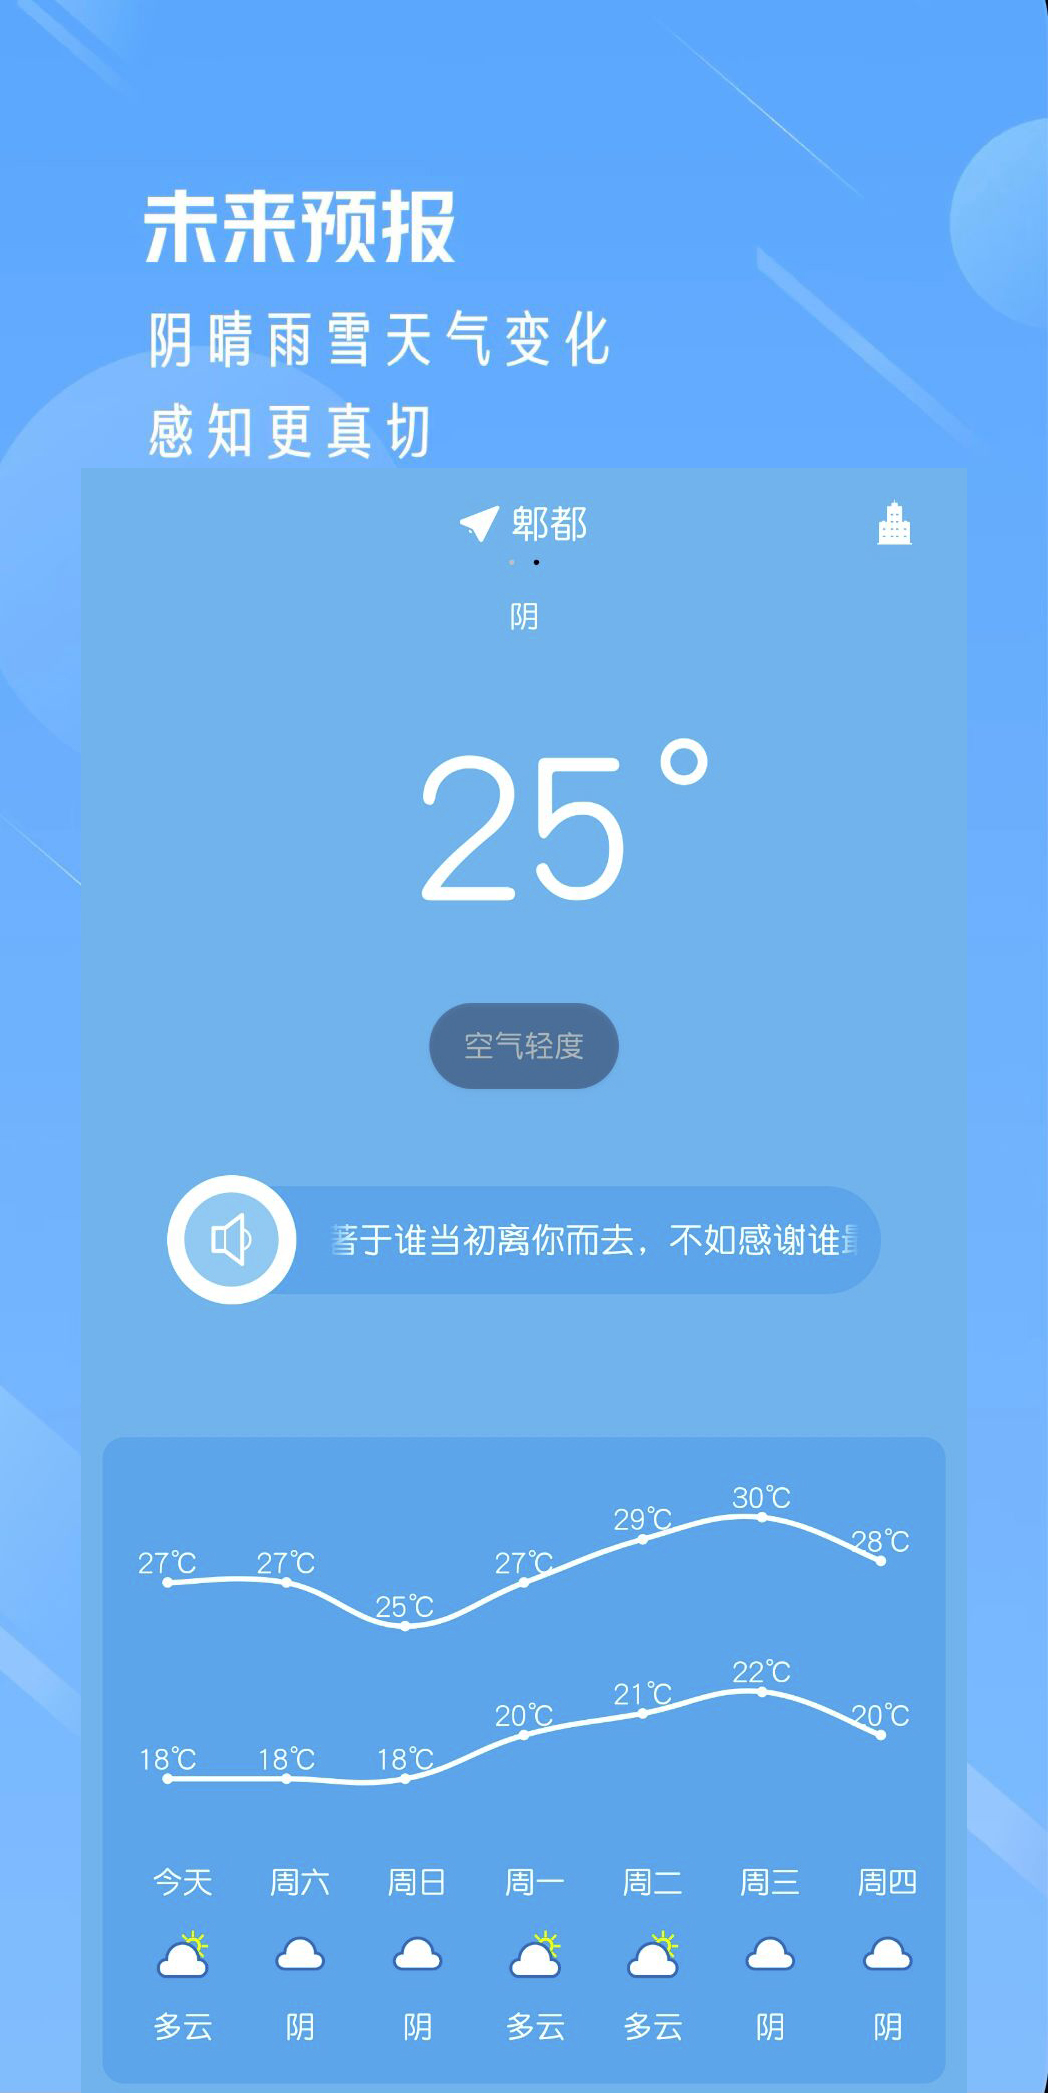 未来预报
阴晴雨雪天气变化
感知更真切
郫都
阴
25°
空气轻度
著于谁当初离你而去，不如感谢谁
27℃ 27℃ 25℃ 27℃ 29℃ 30℃ 28℃
18℃ 18℃ 18℃ 20℃ 21℃ 22℃ 20℃
今天 周六 周日 周一 周二 周三 周四
多云 阴 阴 多云 多云 阴 阴